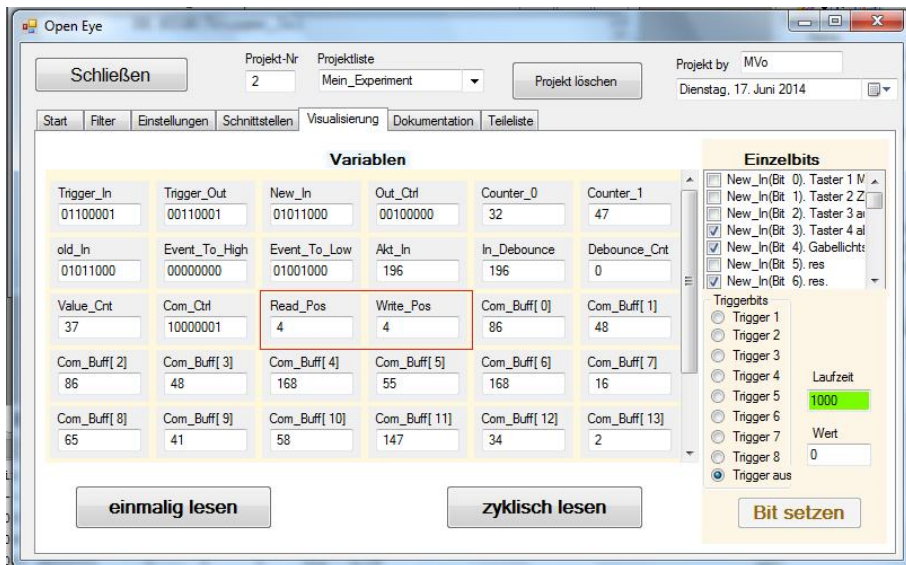 Open Eye
Schließen
Projekt-Nr
2
Projektliste
Mein_Experiment
Projekt löschen
Projekt by
MVo
Dienstag, 17. Juni 2014
Start Filter Einstellungen Schnittstellen Visualisierung Dokumentation Teileliste
Variablen
Trigger_In Trigger_Out New_In Out_Ctrl Counter_0 Counter_1
01100001 00110001 01011000 00100000 32 47
old_In Event_To_High Event_To_Low Akt_In In_Debounce Debounce_Cnt
01011000 00000000 01001000 196 196 0
Value_Cnt Com_Ctrl Read_Pos Write_Pos Com_Buff[ 0] Com_Buff[ 1]
37 10000001 4 4 86 48
Com_Buff[ 2] Com_Buff[ 3] Com_Buff[ 4] Com_Buff[ 5] Com_Buff[ 6] Com_Buff[ 7]
86 48 168 55 168 16
Com_Buff[ 8] Com_Buff[ 9] Com_Buff[ 10] Com_Buff[ 11] Com_Buff[ 12] Com_Buff[ 13]
65 41 58 147 34 2
einmalig lesen
zyklisch lesen
Einzelbits
New_In(Bit 0). Taster 1 M
New_In(Bit 1). Taster 2 Z
New_In(Bit 2). Taster 3 a
New_In(Bit 3). Taster 4 al
New_In(Bit 4). Gabellicht
New_In(Bit 5). res
New_In(Bit 6). res.
Triggerbits
Trigger 1
Trigger 2
Trigger 3
Trigger 4
Trigger 5
Trigger 6
Trigger 7
Trigger 8
Trigger aus
Laufzeit
1000
Wert
0
Bit setzen